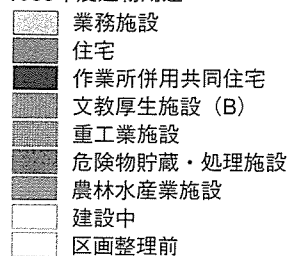 業務施設
住宅
作業所併用共同住宅
文教厚生施設（B）
重工業施設
危険物貯蔵・処理施設
農林水産業施設
建設中
区画整理前